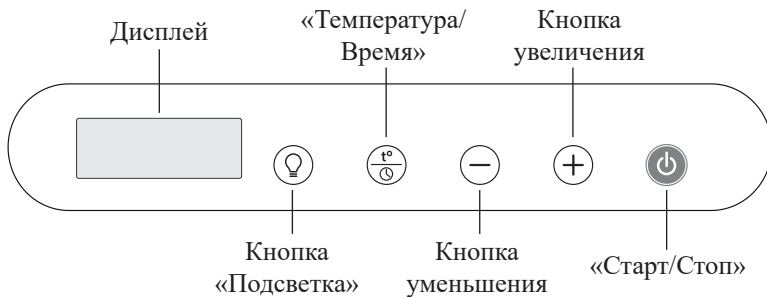 Дисплей
«Температура/
Время»
Кнопка
увеличения
t°
Кнопка
«Подсветка»
Кнопка
уменьшения
«Старт/Стоп»